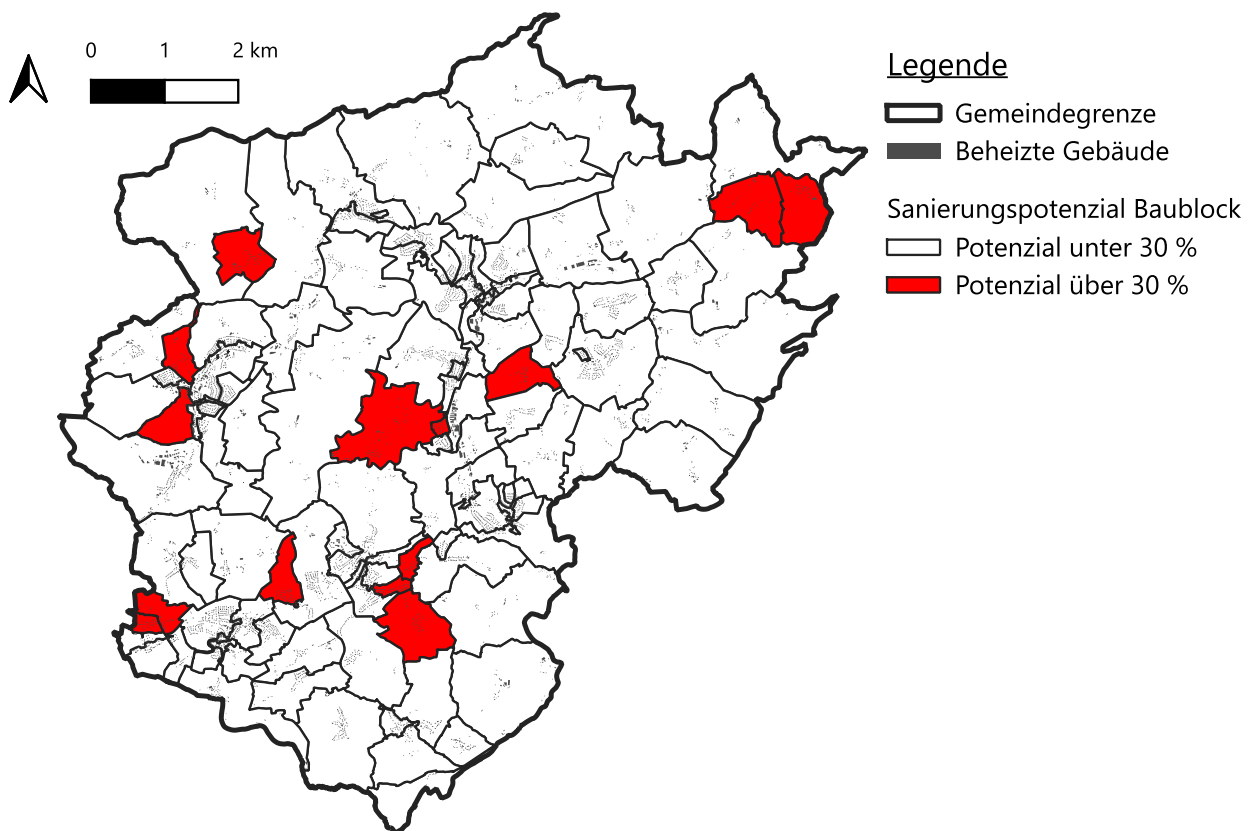 0 1 2 km
Legende
Gemeindegrenze
Beheizte Gebäude
Sanierungspotenzial Baublock
Potenzial unter 30 %
Potenzial über 30 %